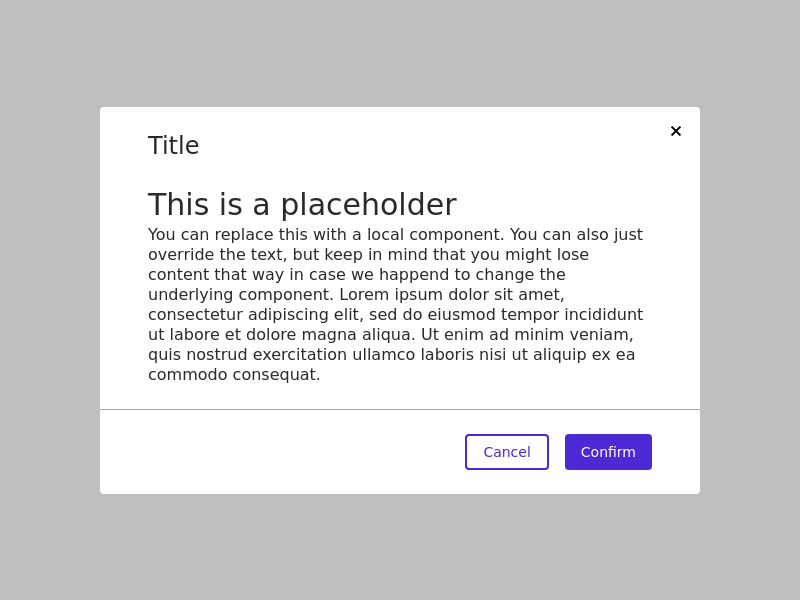 Title
×
This is a placeholder
You can replace this with a local component. You can also just
override the text, but keep in mind that you might lose
content that way in case we happend to change the
underlying component. Lorem ipsum dolor sit amet,
consectetur adipiscing elit, sed do eiusmod tempor incididunt
ut labore et dolore magna aliqua. Ut enim ad minim veniam,
quis nostrud exercitation ullamco laboris nisi ut aliquip ex ea
commodo consequat.
Cancel
Confirm